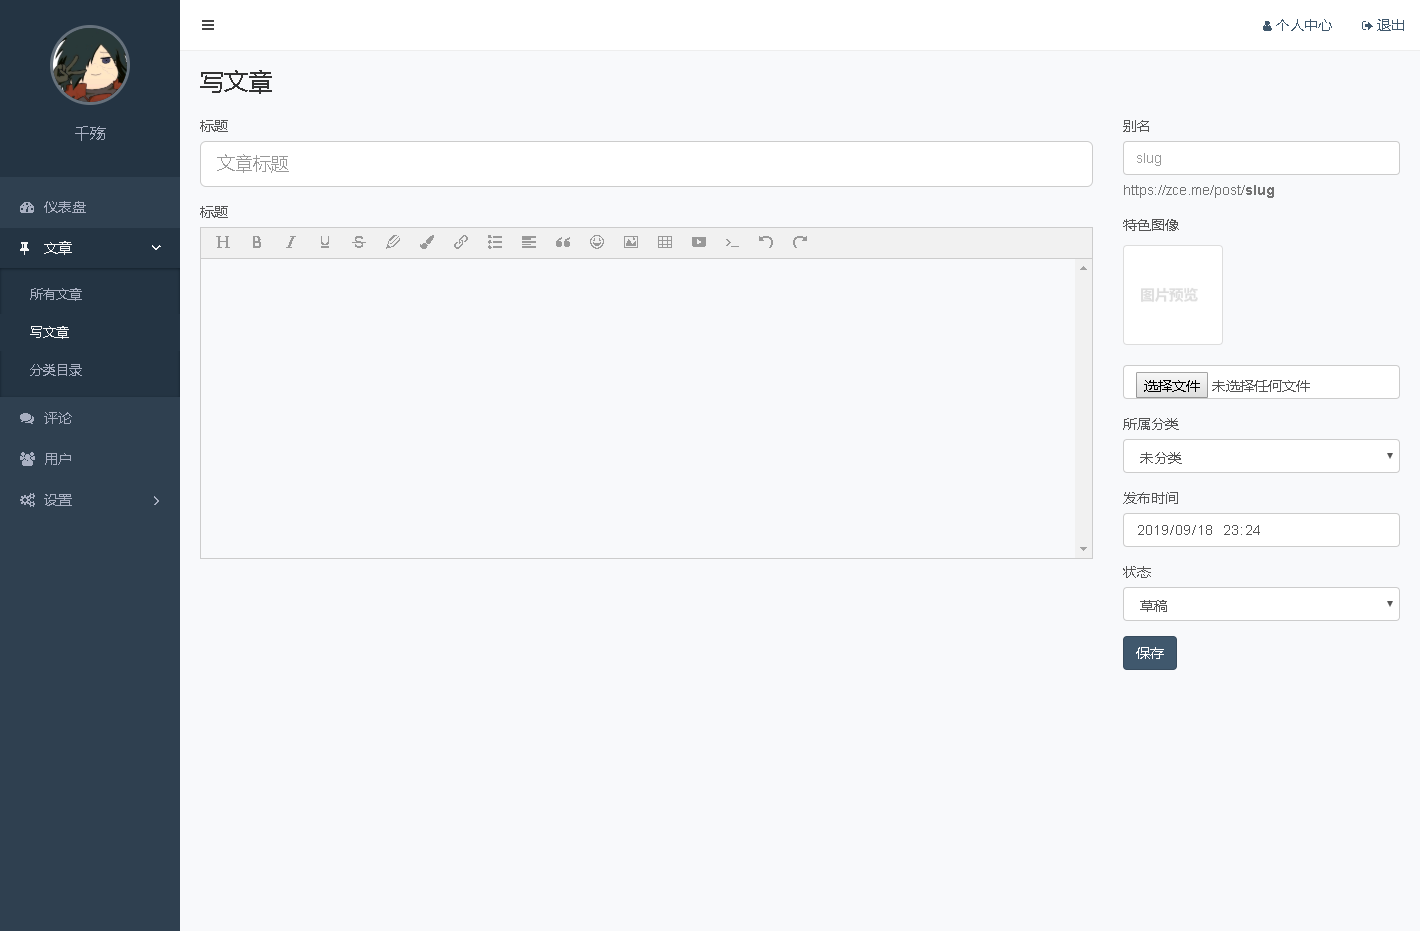 千殇
仪表盘
文章
所有文章
写文章
分类目录
评论
用户
设置
个人中心 退出
写文章
标题
文章标题
标题
H B I U S
别名
slug
https://zce.me/post/slug
特色图像
图片预览
选择文件 未选择任何文件
所属分类
未分类
发布时间
2019/09/18 23:24
状态
草稿
保存